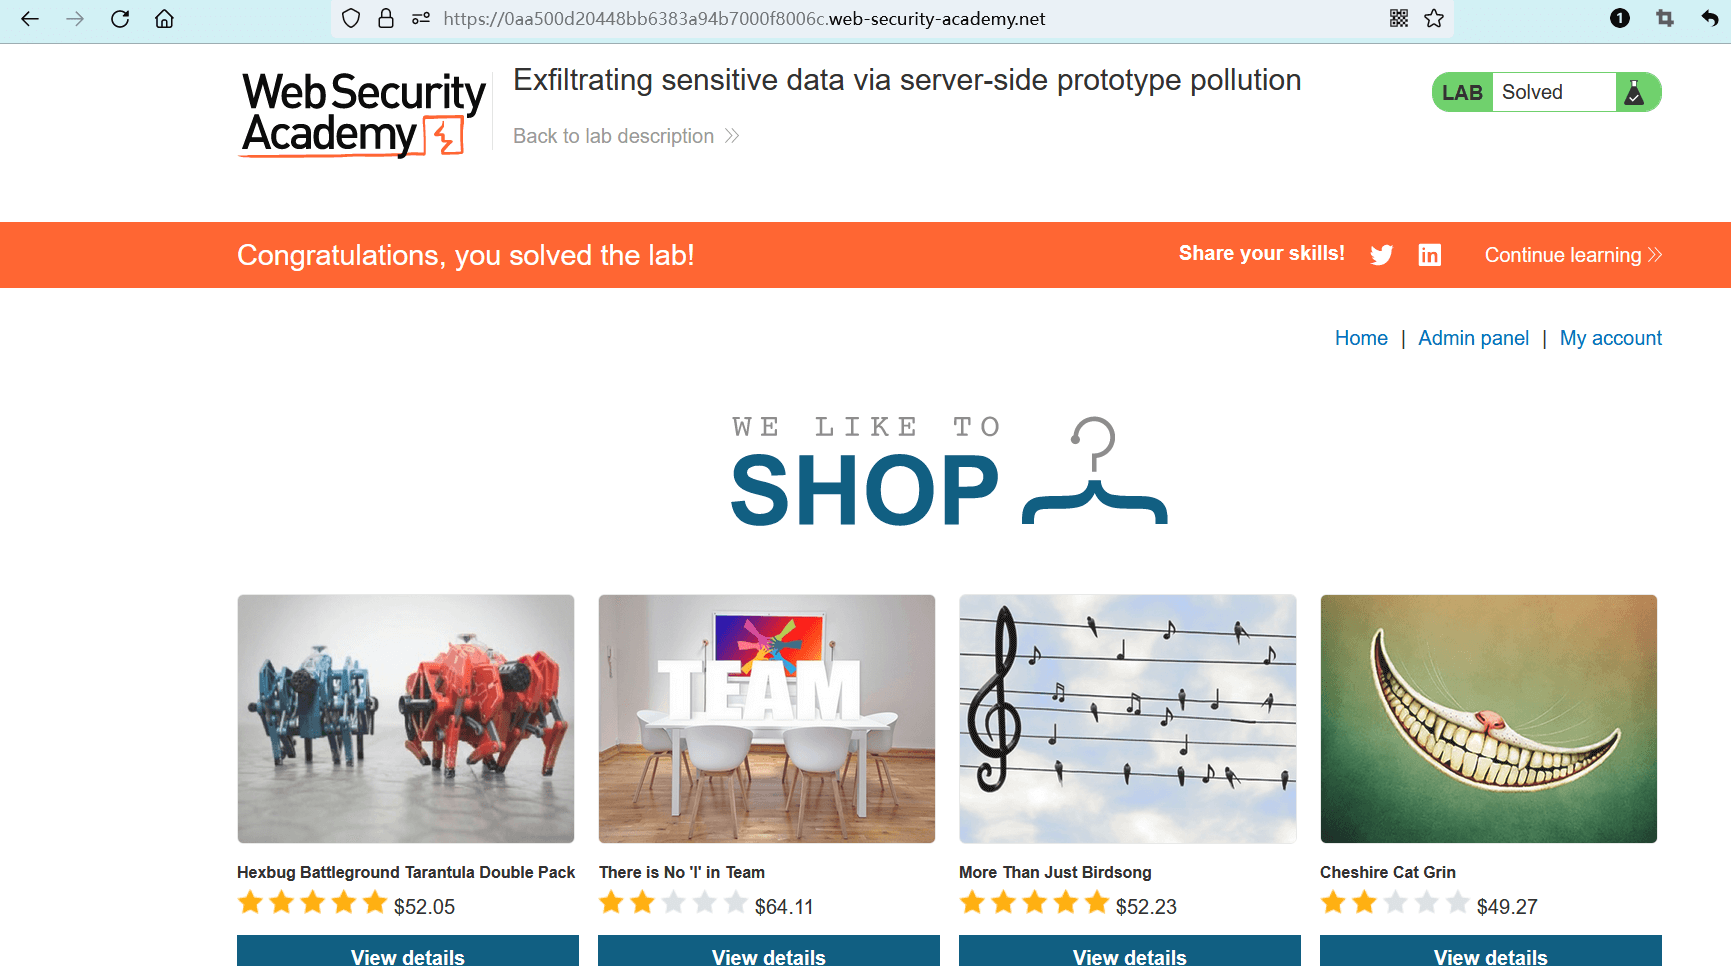 https://0aa500d20448bb6383a94b7000f8006c.web-security-academy.net
1
Web Security
Academy
Exfiltrating sensitive data via server-side prototype pollution
Back to lab description
LAB Solved
Congratulations, you solved the lab!
Share your skills!
Continue learning
Home | Admin panel | My account
WE LIKE TO
SHOP
TEAM
Hexbug Battleground Tarantula Double Pack
$52.05
View details
There is No 'I' in Team
$64.11
View details
More Than Just Birdsong
$52.23
View details
Cheshire Cat Grin
$49.27
View details